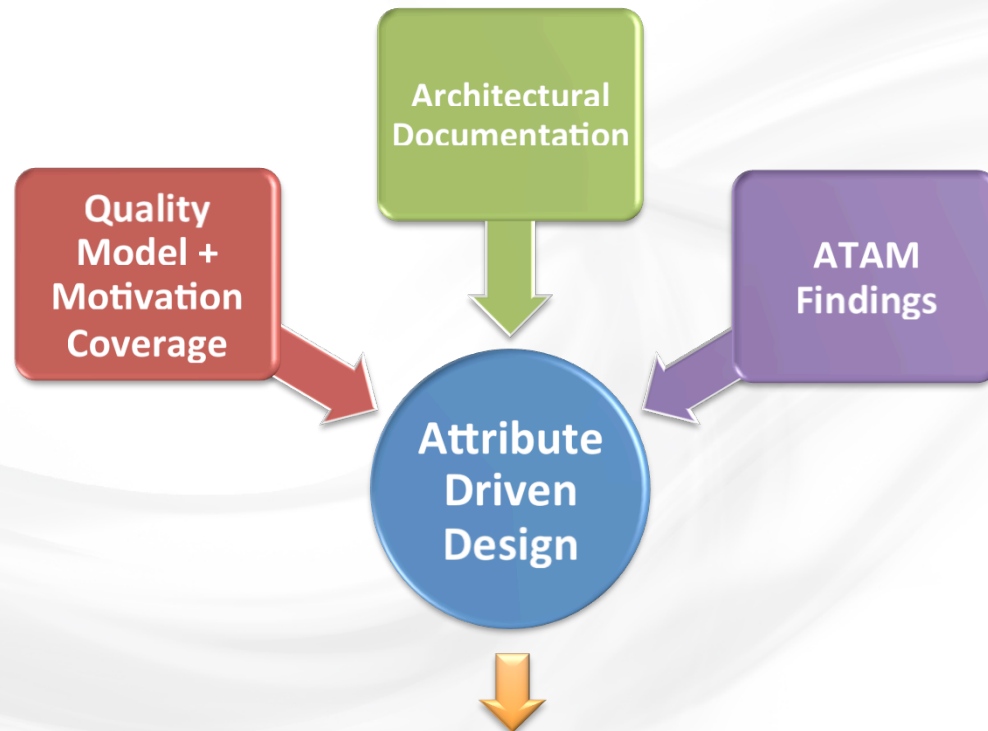 Architectural
Documentation
Quality
Model +
Motivation
Coverage
ATAM
Findings
Attribute
Driven
Design